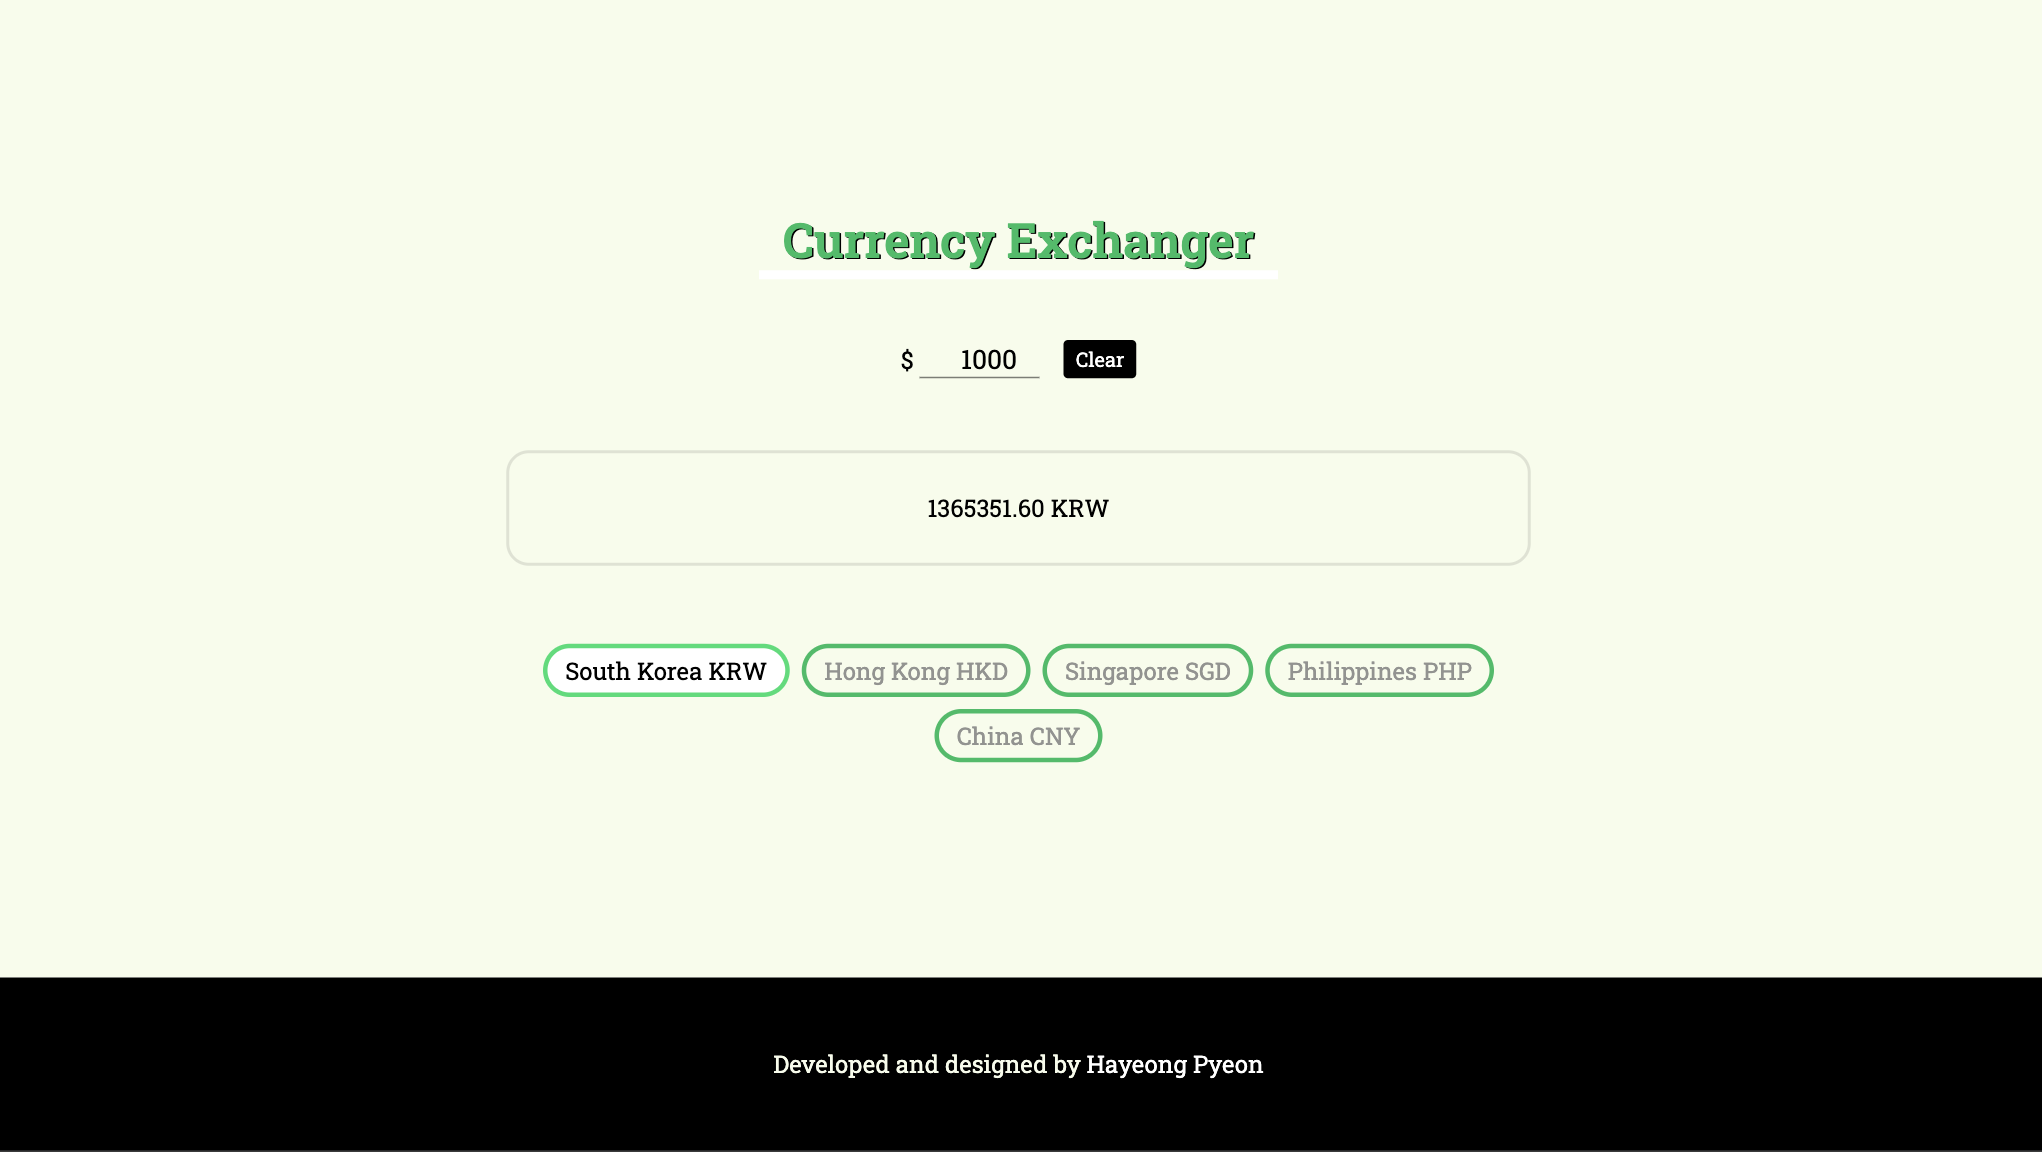 Currency Exchanger
$ 1000 Clear
1365351.60 KRW
South Korea KRW Hong Kong HKD Singapore SGD Philippines PHP
China CNY
Developed and designed by Hayeong Pyeon